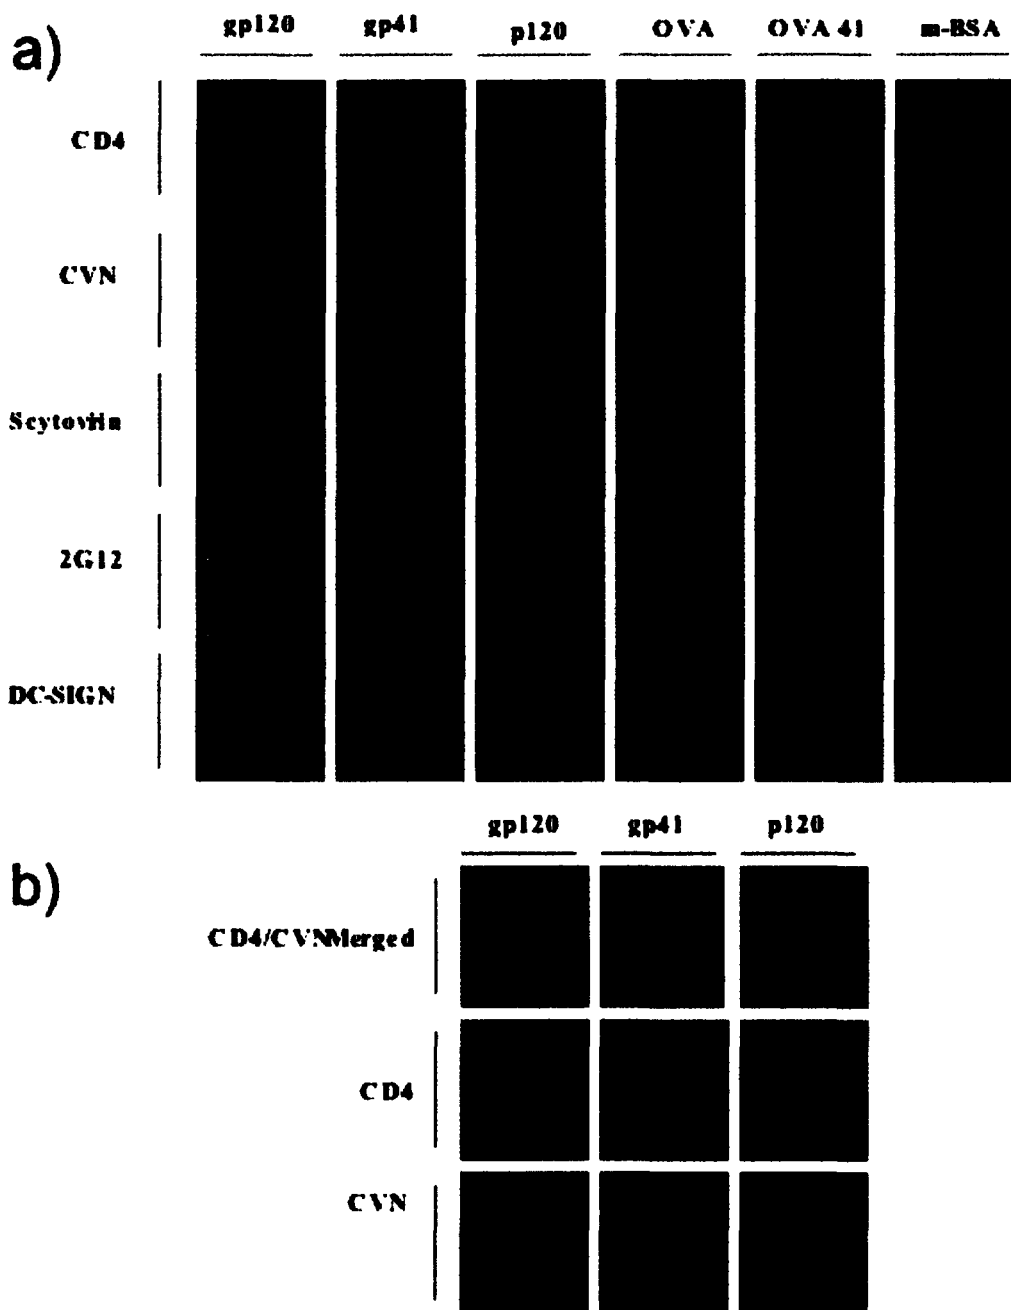 a)
gp120 gp41 p120 OVA OVA 41 m-BSA
CD4
CVN
Scytovirin
2G12
DC-SIGN
b)
gp120 gp41 p120
CD4/CVNMerged
CD4
CVN